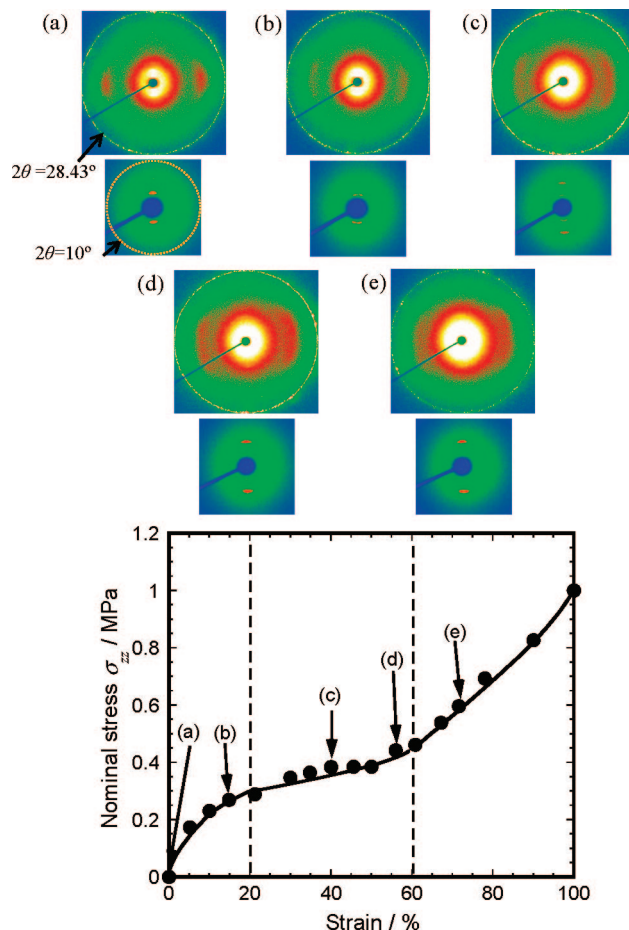 (a)
(b)
(c)
2θ =28.43°
2θ=10°
(d)
(e)
1.2
1
0.8
0.6
0.4
0.2
0
Nominal stress σzz / MPa
(a)
(b)
(c)
(d)
(e)
0
20
40
60
80
100
Strain / %